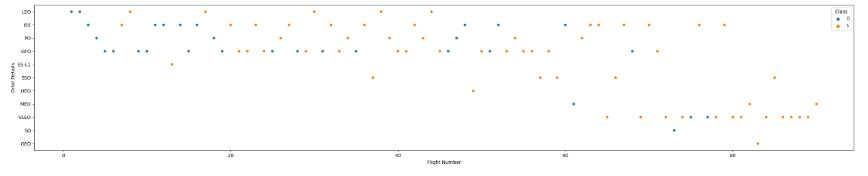 LEO
ISS
PO
GTO
ES-L1
SSO
HEO
MEO
VLEO
SO
GEO
Orbit Details
0
20
40
60
80
Flight Number
Class
0
1